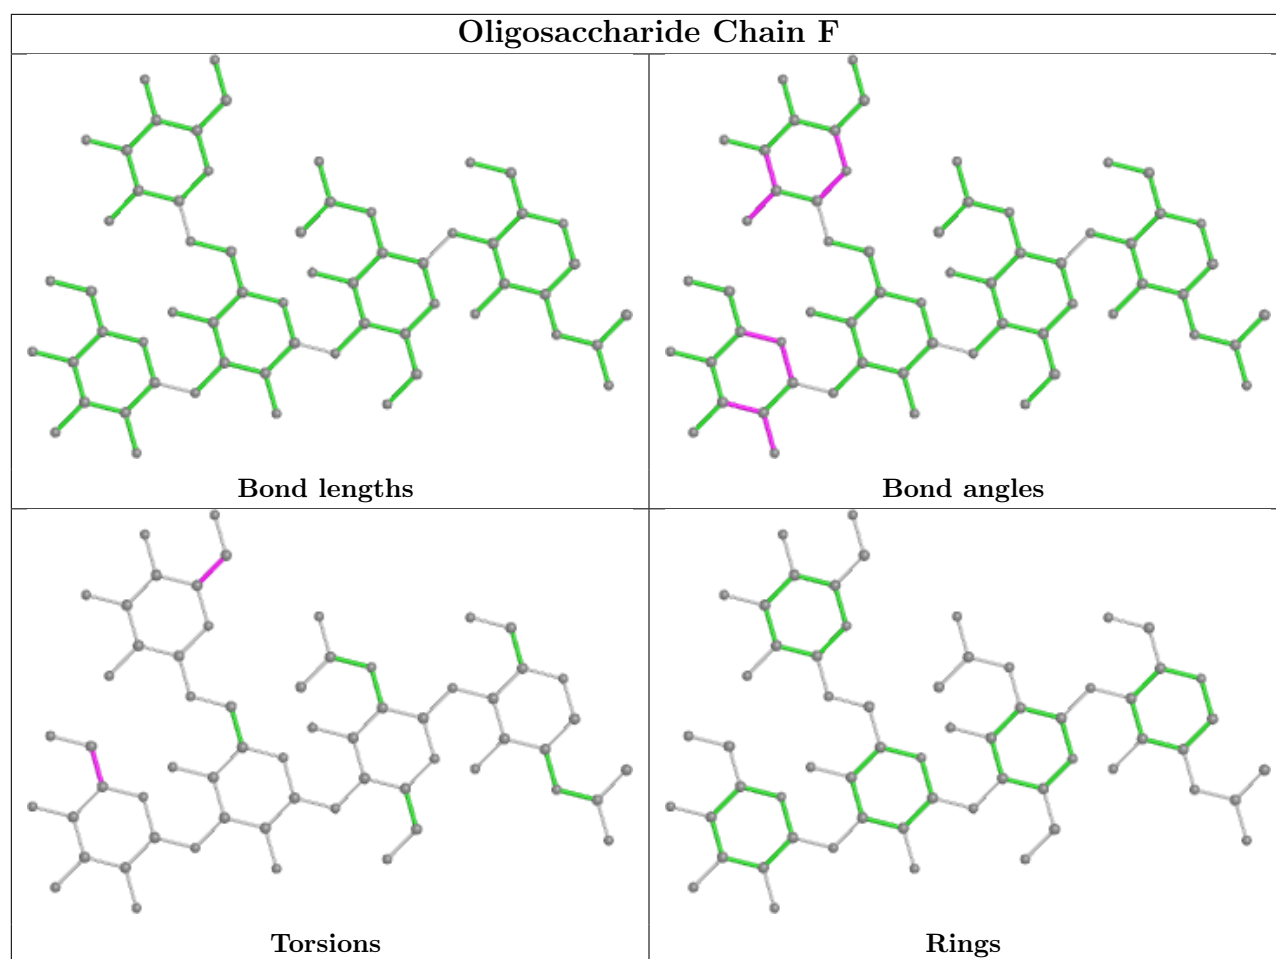 Oligosaccharide Chain F
Bond lengths
Bond angles
Torsions
Rings